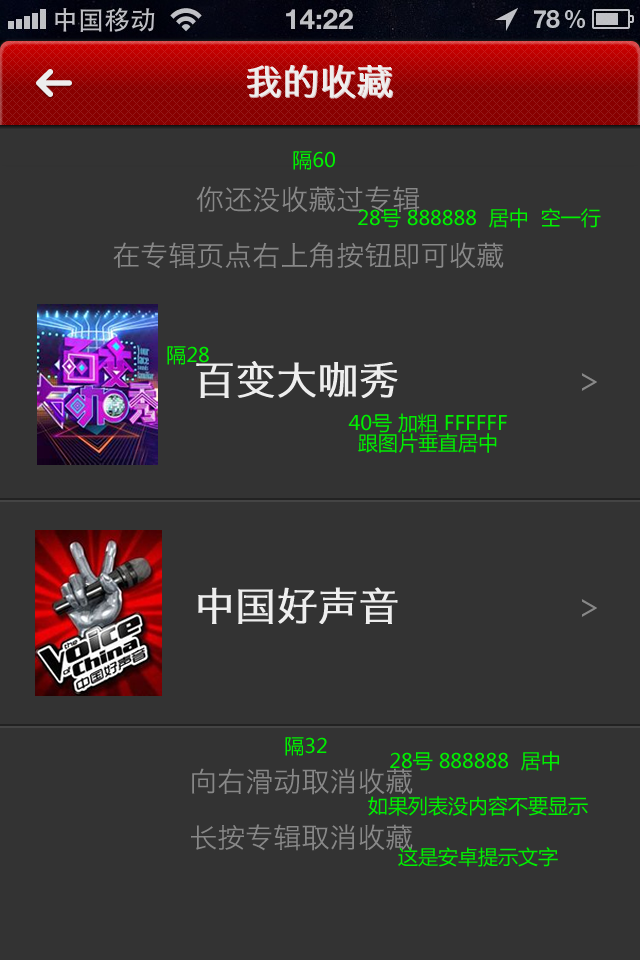 中国移动 14:22 78%
我的收藏
隔60
你还没收藏过专辑
28号 888888 居中 空一行
在专辑页点右上角按钮即可收藏
百变
大咖秀
隔28
百变大咖秀
40号 加粗 FFFFFF
跟图片垂直居中
the Voice
of China
中国好声音
中国好声音
隔32
28号 888888 居中
向右滑动取消收藏
如果列表没内容不要显示
长按专辑取消收藏
这是安卓提示文字